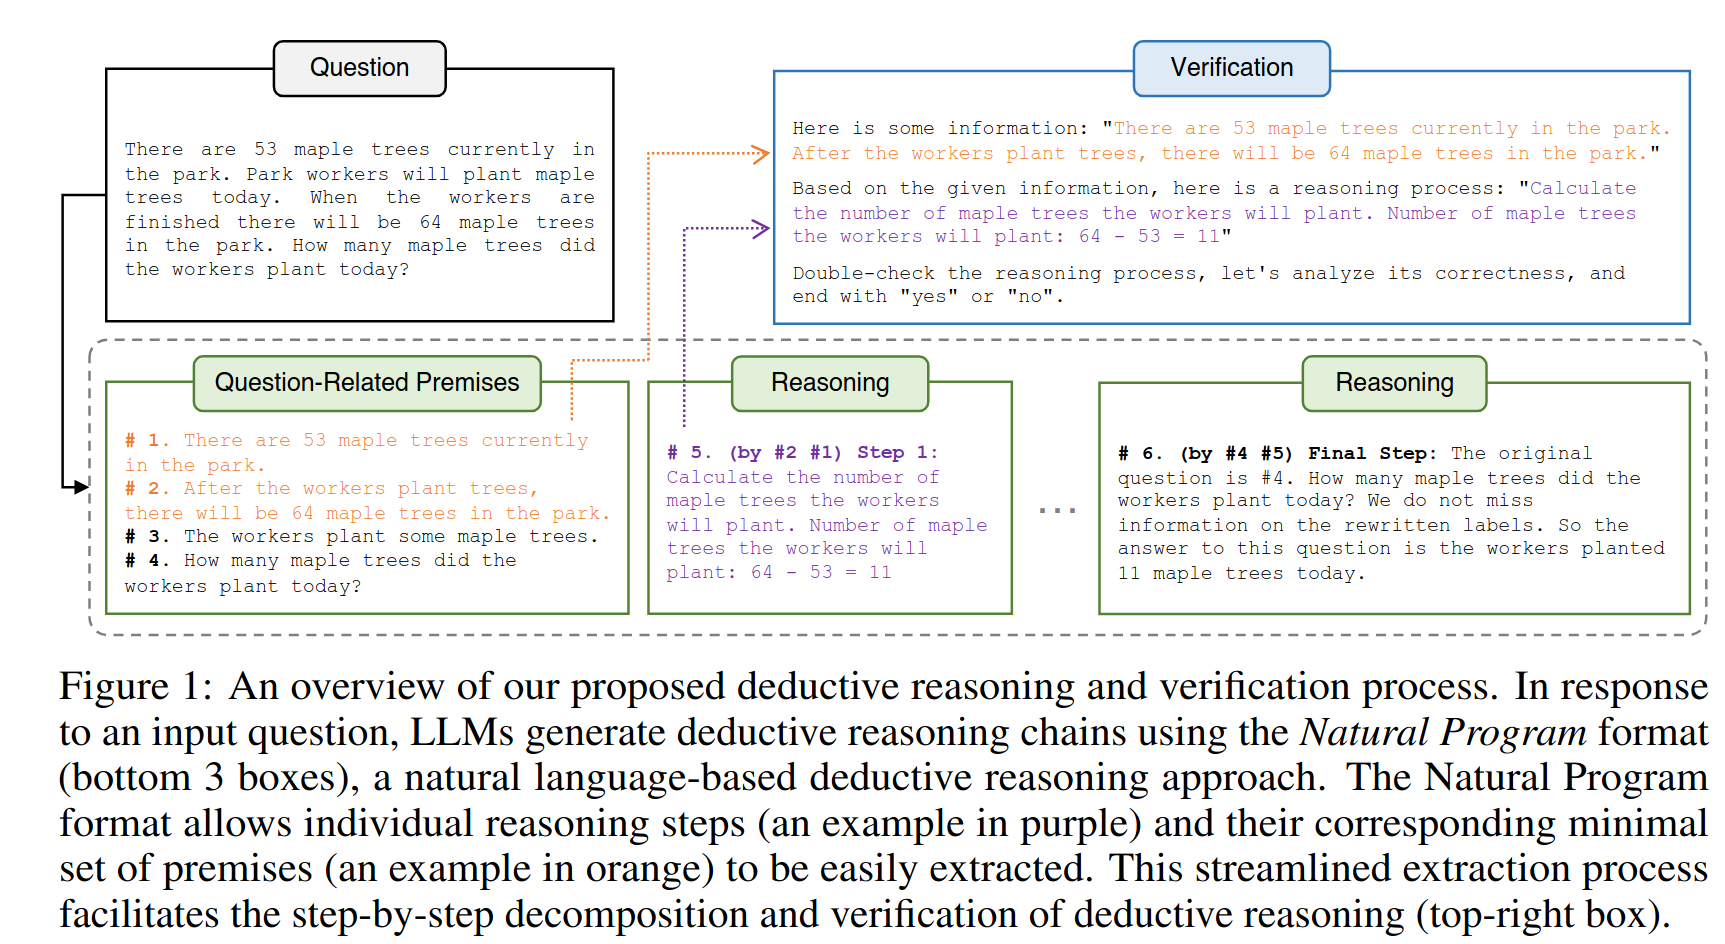 Question
There are 53 maple trees currently in
the park. Park workers will plant maple
trees today. When the workers are
finished there will be 64 maple trees
in the park. How many maple trees did
the workers plant today?
Verification
Here is some information: "There are 53 maple trees currently in the park.
After the workers plant trees, there will be 64 maple trees in the park."
Based on the given information, here is a reasoning process: "Calculate
the number of maple trees the workers will plant. Number of maple trees
the workers will plant: 64 - 53 = 11"
Double-check the reasoning process, let's analyze its correctness, and
end with "yes" or "no".
Question-Related Premises
# 1. There are 53 maple trees currently
in the park.
# 2. After the workers plant trees,
there will be 64 maple trees in the park.
# 3. The workers plant some maple trees.
# 4. How many maple trees did the
workers plant today?
Reasoning
# 5. (by #2 #1) Step 1:
Calculate the number of
maple trees the workers
will plant. Number of maple
trees the workers will
plant: 64 - 53 = 11
...
Reasoning
# 6. (by #4 #5) Final Step: The original
question is #4. How many maple trees did the
workers plant today? We do not miss
information on the rewritten labels. So the
answer to this question is the workers planted
11 maple trees today.
Figure 1: An overview of our proposed deductive reasoning and verification process. In response
to an input question, LLMs generate deductive reasoning chains using the Natural Program format
(bottom 3 boxes), a natural language-based deductive reasoning approach. The Natural Program
format allows individual reasoning steps (an example in purple) and their corresponding minimal
set of premises (an example in orange) to be easily extracted. This streamlined extraction process
facilitates the step-by-step decomposition and verification of deductive reasoning (top-right box).